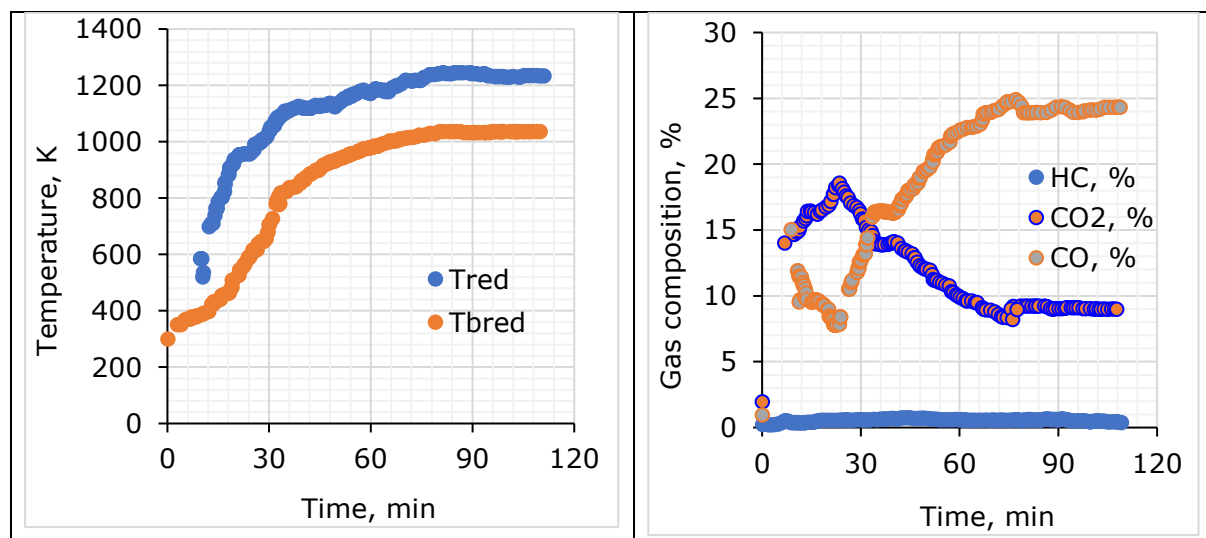 1400
1200
1000
800
600
400
200
0
Temperature, K
0 30 60 90 120
Time, min
Tred
Tbred
30
25
20
15
10
5
0
Gas composition, %
0 30 60 90 120
Time, min
HC, %
CO2, %
CO, %